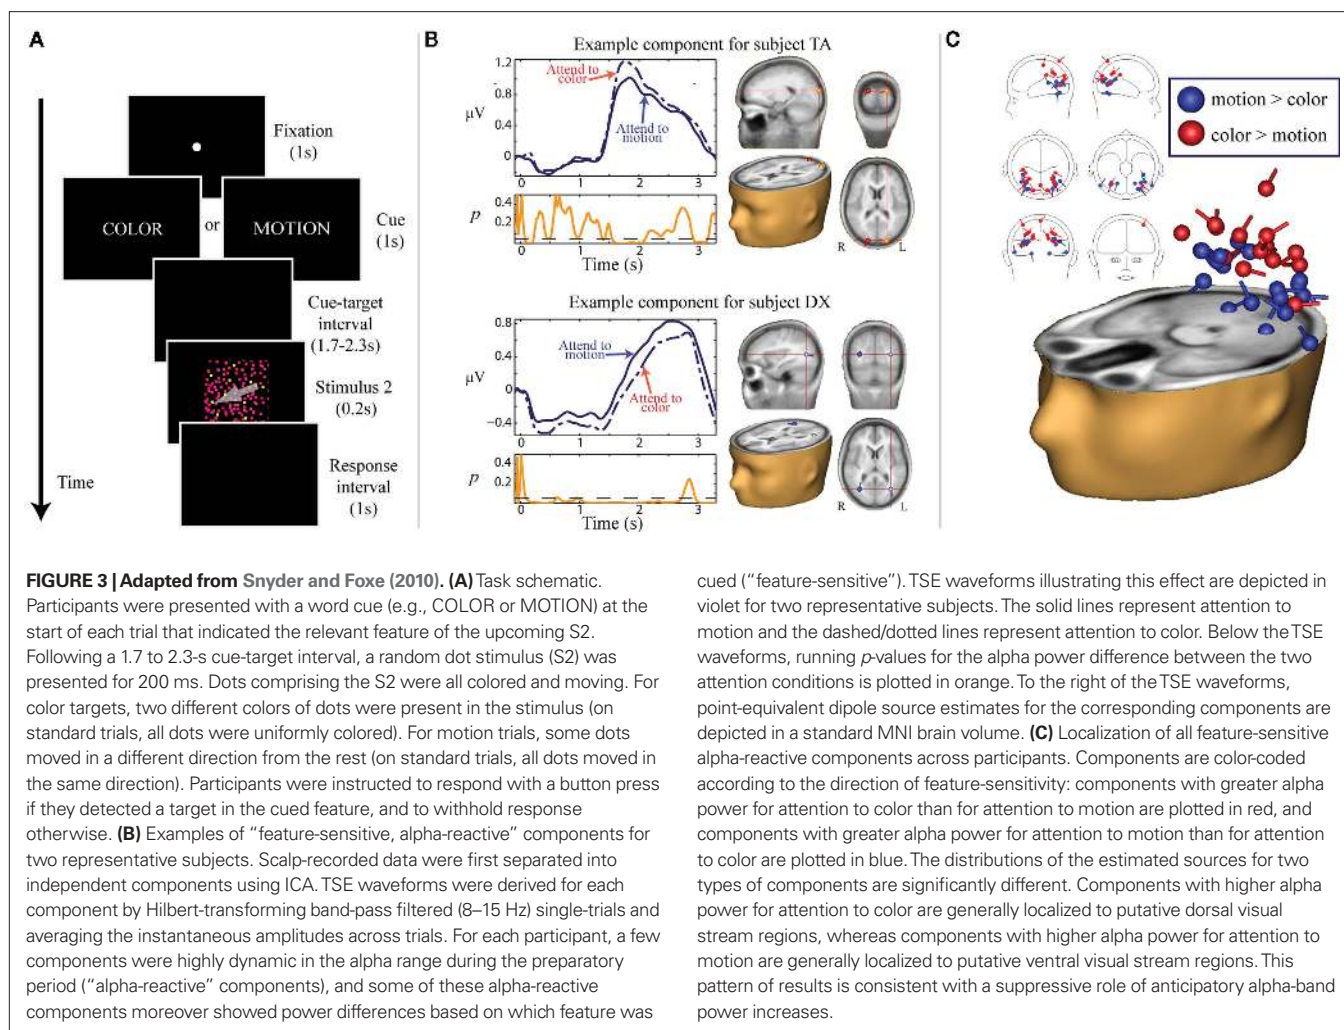 A
Fixation
(1s)
COLOR
or
MOTION
Cue
(1s)
Cue-target
interval
(1.7-2.3s)
Stimulus 2
(0.2s)
Response
interval
(1s)
Time
B
Example component for subject TA
1.2
0.8
0.4
0
μV
Attend to
color
Attend to
motion
0.4
0.2
p
0
1
2
3
Time (s)
R
L
Example component for subject DX
0.8
0.4
0
−0.4
μV
Attend to
motion
Attend to
color
0.4
0.2
p
0
1
2
3
Time (s)
R
L
C
motion > color
color > motion
FIGURE 3 | Adapted from Snyder and Foxe (2010). (A) Task schematic.
Participants were presented with a word cue (e.g., COLOR or MOTION) at the
start of each trial that indicated the relevant feature of the upcoming S2.
Following a 1.7 to 2.3-s cue-target interval, a random dot stimulus (S2) was
presented for 200 ms. Dots comprising the S2 were all colored and moving. For
color targets, two different colors of dots were present in the stimulus (on
standard trials, all dots were uniformly colored). For motion trials, some dots
moved in a different direction from the rest (on standard trials, all dots moved in
the same direction). Participants were instructed to respond with a button press
if they detected a target in the cued feature, and to withhold response
otherwise. (B) Examples of “feature-sensitive, alpha-reactive” components for
two representative subjects. Scalp-recorded data were first separated into
independent components using ICA. TSE waveforms were derived for each
component by Hilbert-transforming band-pass filtered (8–15 Hz) single-trials and
averaging the instantaneous amplitudes across trials. For each participant, a few
components were highly dynamic in the alpha range during the preparatory
period (“alpha-reactive” components), and some of these alpha-reactive
components moreover showed power differences based on which feature was
cued (“feature-sensitive”). TSE waveforms illustrating this effect are depicted in
violet for two representative subjects. The solid lines represent attention to
motion and the dashed/dotted lines represent attention to color. Below the TSE
waveforms, running p-values for the alpha power difference between the two
attention conditions is plotted in orange. To the right of the TSE waveforms,
point-equivalent dipole source estimates for the corresponding components are
depicted in a standard MNI brain volume. (C) Localization of all feature-sensitive
alpha-reactive components across participants. Components are color-coded
according to the direction of feature-sensitivity: components with greater alpha
power for attention to color than for attention to motion are plotted in red, and
components with greater alpha power for attention to motion than for attention
to color are plotted in blue. The distributions of the estimated sources for two
types of components are significantly different. Components with higher alpha
power for attention to color are generally localized to putative dorsal visual
stream regions, whereas components with higher alpha power for attention to
motion are generally localized to putative ventral visual stream regions. This
pattern of results is consistent with a suppressive role of anticipatory alpha-band
power increases.